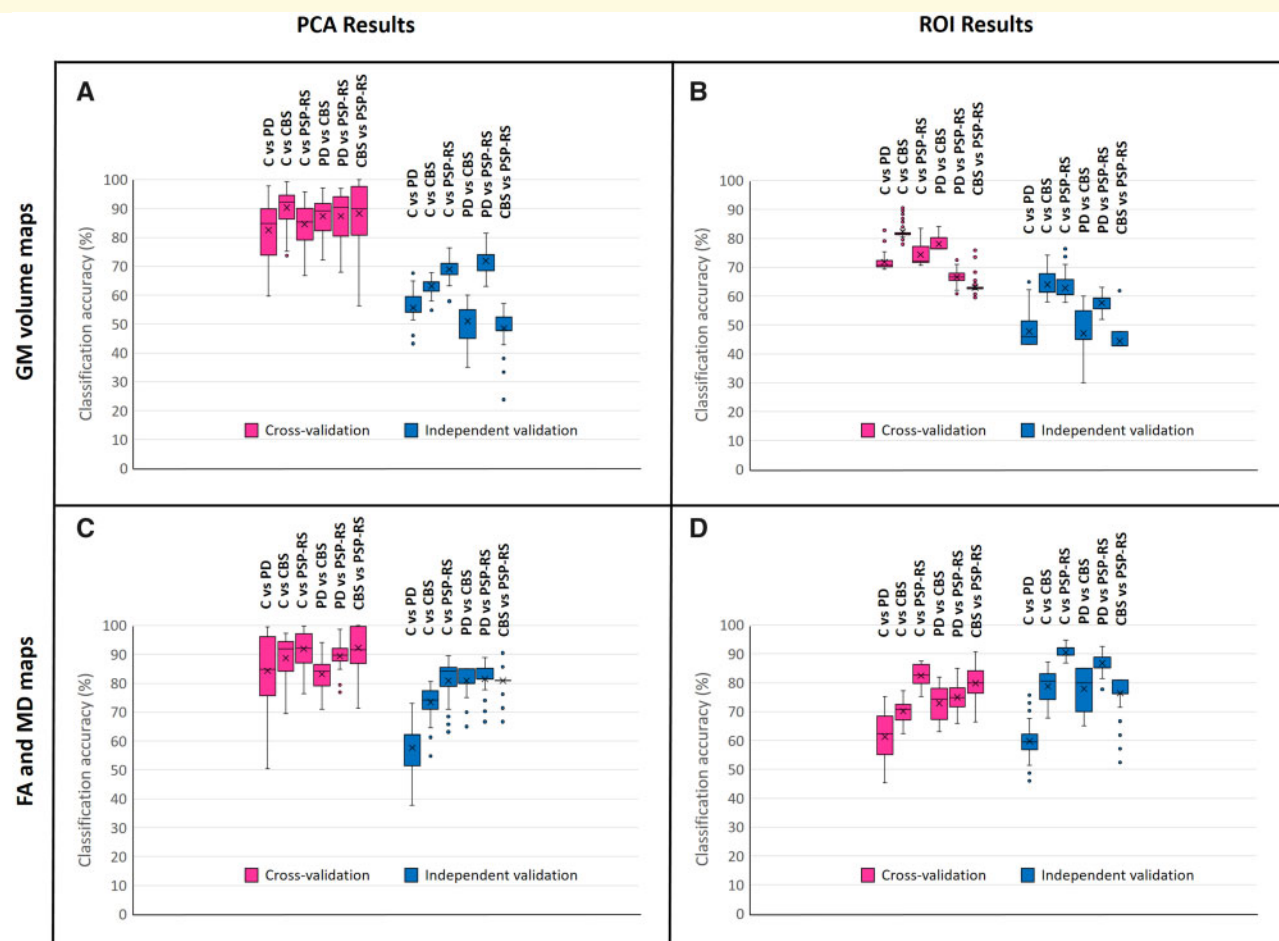 PCA Results
ROI Results
GM volume maps
FA and MD maps
A
C vs PD
C vs CBS
C vs PSP-RS
PD vs CBS
PD vs PSP-RS
CBS vs PSP-RS
C vs PD
C vs CBS
C vs PSP-RS
PD vs CBS
PD vs PSP-RS
CBS vs PSP-RS
Classification accuracy (%)
100
90
80
70
60
50
40
30
20
10
0
Cross-validation
Independent validation
B
C vs PD
C vs CBS
C vs PSP-RS
PD vs CBS
PD vs PSP-RS
CBS vs PSP-RS
C vs PD
C vs CBS
C vs PSP-RS
PD vs CBS
PD vs PSP-RS
CBS vs PSP-RS
Classification accuracy (%)
100
90
80
70
60
50
40
30
20
10
0
Cross-validation
Independent validation
C
C vs PD
C vs CBS
C vs PSP-RS
PD vs CBS
PD vs PSP-RS
CBS vs PSP-RS
C vs PD
C vs CBS
C vs PSP-RS
PD vs CBS
PD vs PSP-RS
CBS vs PSP-RS
Classification accuracy (%)
100
90
80
70
60
50
40
30
20
10
0
Cross-validation
Independent validation
D
C vs PD
C vs CBS
C vs PSP-RS
PD vs CBS
PD vs PSP-RS
CBS vs PSP-RS
C vs PD
C vs CBS
C vs PSP-RS
PD vs CBS
PD vs PSP-RS
CBS vs PSP-RS
Classification accuracy (%)
100
90
80
70
60
50
40
30
20
10
0
Cross-validation
Independent validation